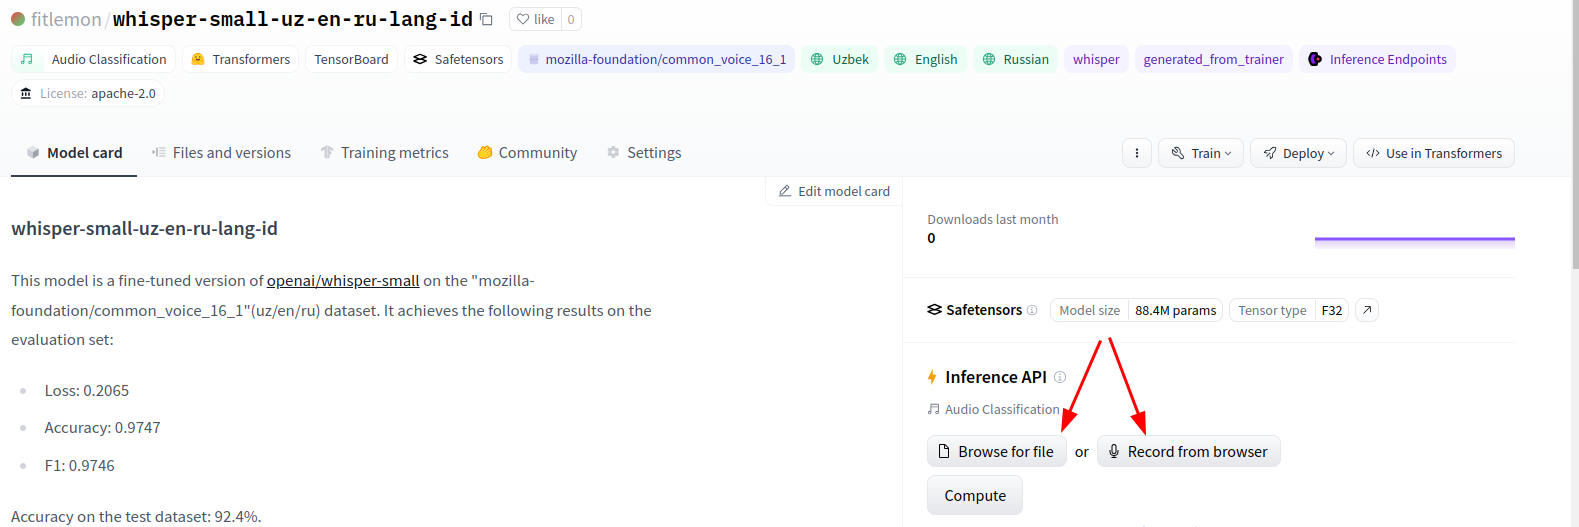 fitlemon/whisper-small-uz-en-ru-lang-id like 0
Audio Classification Transformers TensorBoard Safetensors mozilla-foundation/common_voice_16_1 Uzbek English Russian whisper generated_from_trainer Inference Endpoints
License: apache-2.0
Model card Files and versions Training metrics Community Settings Train Deploy </> Use in Transformers
Edit model card
whisper-small-uz-en-ru-lang-id
This model is a fine-tuned version of openai/whisper-small on the "mozilla-
foundation/common_voice_16_1"(uz/en/ru) dataset. It achieves the following results on the
evaluation set:
Loss: 0.2065
Accuracy: 0.9747
F1: 0.9746
Accuracy on the test dataset: 92.4%.
Downloads last month
0
Safetensors Model size 88.4M params Tensor type F32
Inference API
Audio Classification
Browse for file or Record from browser
Compute